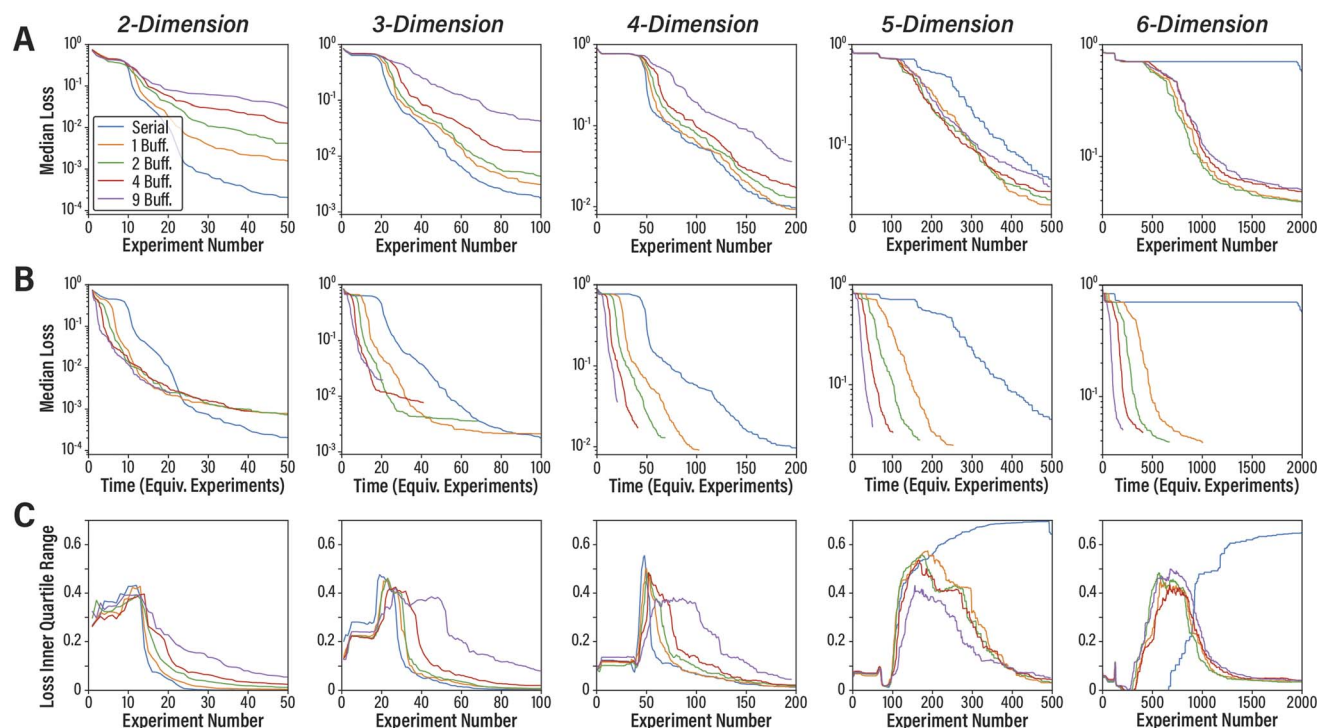 2-Dimension 3-Dimension 4-Dimension 5-Dimension 6-Dimension
A
Median Loss
10^0 10^-1 10^-2 10^-3 10^-4
Serial
1 Buff.
2 Buff.
4 Buff.
9 Buff.
0 10 20 30 40 50
Experiment Number
10^0 10^-1 10^-2 10^-3
0 20 40 60 80 100
Experiment Number
10^0 10^-1 10^-2
0 50 100 150 200
Experiment Number
10^0 10^-1
0 100 200 300 400 500
Experiment Number
10^0 10^-1
0 500 1000 1500 2000
Experiment Number
B
Median Loss
10^0 10^-1 10^-2 10^-3 10^-4
0 10 20 30 40 50
Time (Equiv. Experiments)
10^0 10^-1 10^-2 10^-3
0 20 40 60 80 100
Time (Equiv. Experiments)
10^0 10^-1 10^-2
0 50 100 150 200
Time (Equiv. Experiments)
10^0 10^-1
0 100 200 300 400 500
Time (Equiv. Experiments)
10^0 10^-1
0 500 1000 1500 2000
Time (Equiv. Experiments)
C
Loss Inner Quartile Range
0.6 0.4 0.2 0
0 10 20 30 40 50
Experiment Number
0.6 0.4 0.2 0
0 20 40 60 80 100
Experiment Number
0.6 0.4 0.2 0
0 50 100 150 200
Experiment Number
0.6 0.4 0.2 0
0 100 200 300 400 500
Experiment Number
0.6 0.4 0.2 0
0 500 1000 1500 2000
Experiment Number